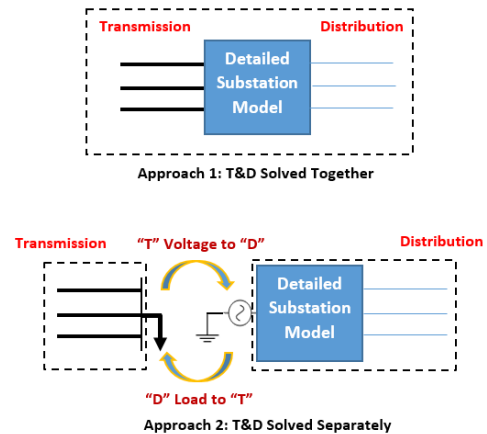 Transmission
Distribution
Detailed
Substation
Model
Approach 1: T&D Solved Together
Transmission
“T” Voltage to “D”
Distribution
Detailed
Substation
Model
“D” Load to “T”
Approach 2: T&D Solved Separately